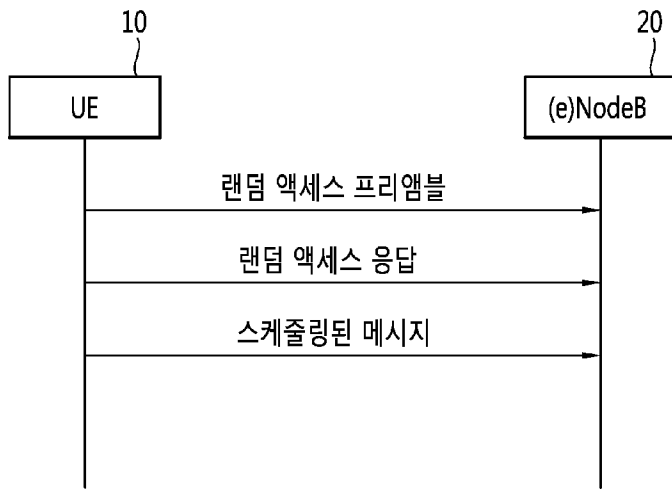 10
20
UE
(e)NodeB
랜덤 액세스 프리앰블
랜덤 액세스 응답
스케줄링된 메시지